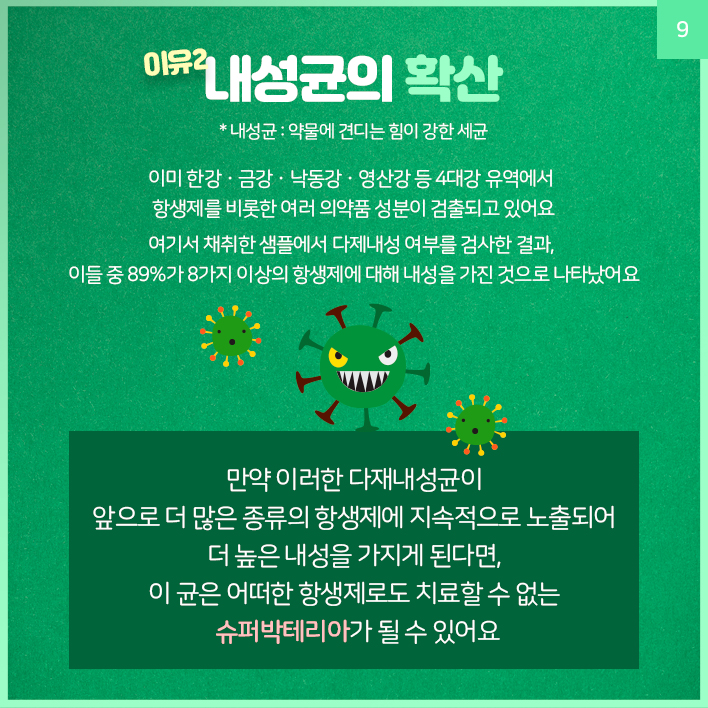 9
이유2 내성균의 확산
* 내성균 : 약물에 견디는 힘이 강한 세균
이미 한강 · 금강 · 낙동강 · 영산강 등 4대강 유역에서
항생제를 비롯한 여러 의약품 성분이 검출되고 있어요
여기서 채취한 샘플에서 다제내성 여부를 검사한 결과,
이들 중 89%가 8가지 이상의 항생제에 대해 내성을 가진 것으로 나타났어요
만약 이러한 다재내성균이
앞으로 더 많은 종류의 항생제에 지속적으로 노출되어
더 높은 내성을 가지게 된다면,
이 균은 어떠한 항생제로도 치료할 수 없는
슈퍼박테리아가 될 수 있어요